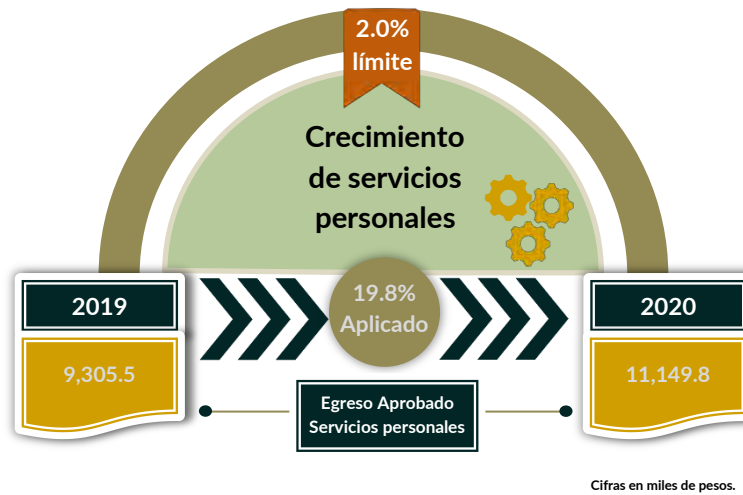 2.0%
límite
Crecimiento
de servicios
personales
2019
19.8%
Aplicado
2020
9,305.5
11,149.8
Egreso Aprobado
Servicios personales
Cifras en miles de pesos.